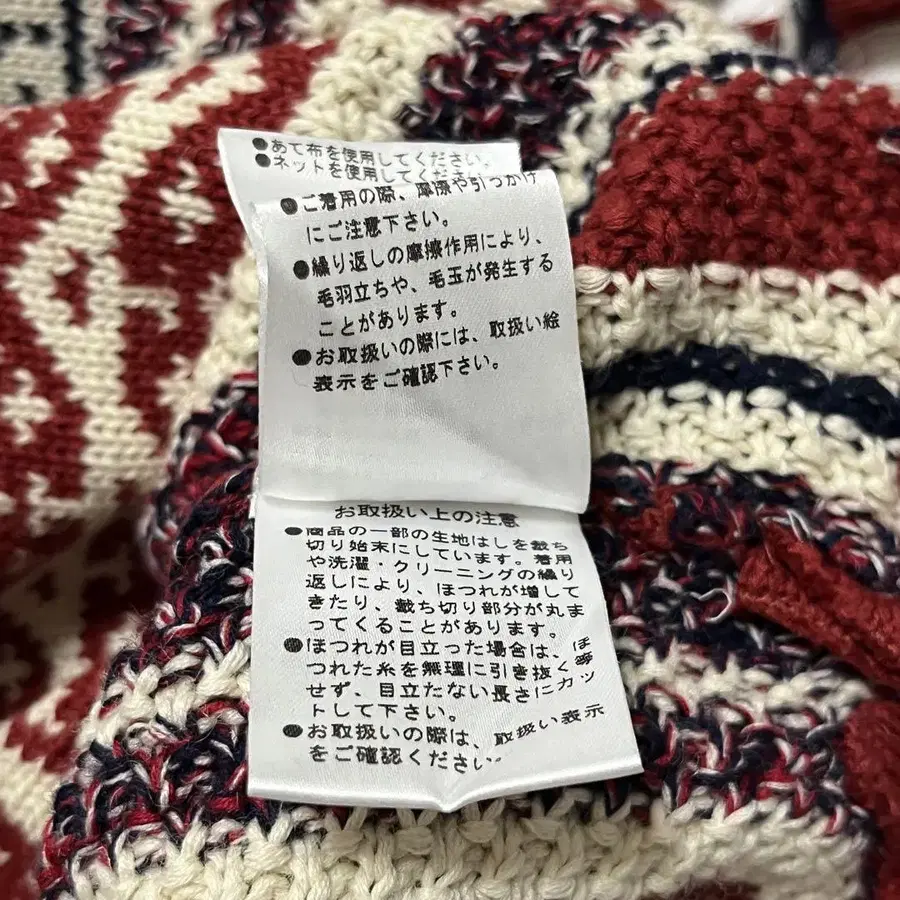 ●あて布を使用してください。
●ネットを使用してください。
●ご着用の際、摩擦や引っかけ
にご注意下さい。
●繰り返しの摩擦作用により、
毛羽立ちや、毛玉が発生する
ことがあります。
●お取扱いの際には、取扱い絵
表示をご確認下さい。
お取扱い上の注意
●商品の一部の生地はしを裁ち
切り始末にしています。着用
や洗濯・クリーニングの繰り
返しにより、ほつれが増して
きたり、裁ち切り部分が丸ま
ってくることがあります。
●ほつれが目立った場合は、ほ
つれた糸を無理に引き抜く等
せず、目立たない長さにカッ
トして下さい。
●お取扱いの際は、取扱い表示
をご確認ください。